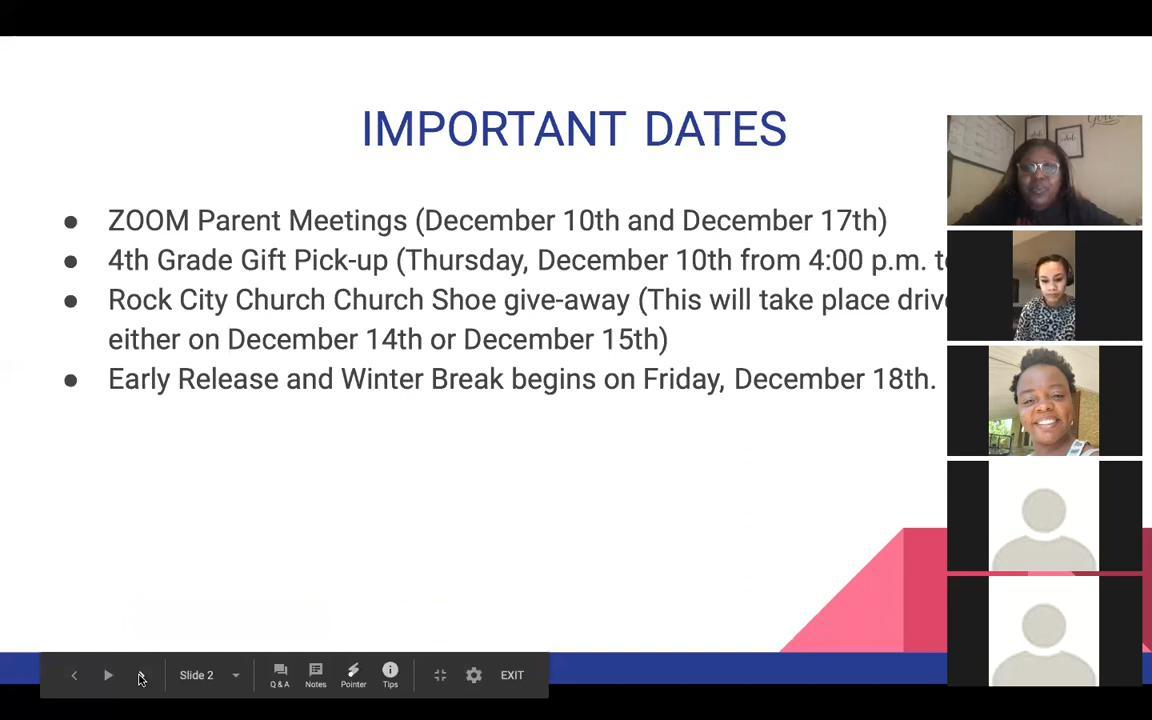 IMPORTANT DATES
● ZOOM Parent Meetings (December 10th and December 17th)
● 4th Grade Gift Pick-up (Thursday, December 10th from 4:00 p.m.
● Rock City Church Church Shoe give-away (This will take place
either on December 14th or December 15th)
● Early Release and Winter Break begins on Friday, December 18th.
Slide 2
Q & A
Notes
Pointer
Tips
EXIT